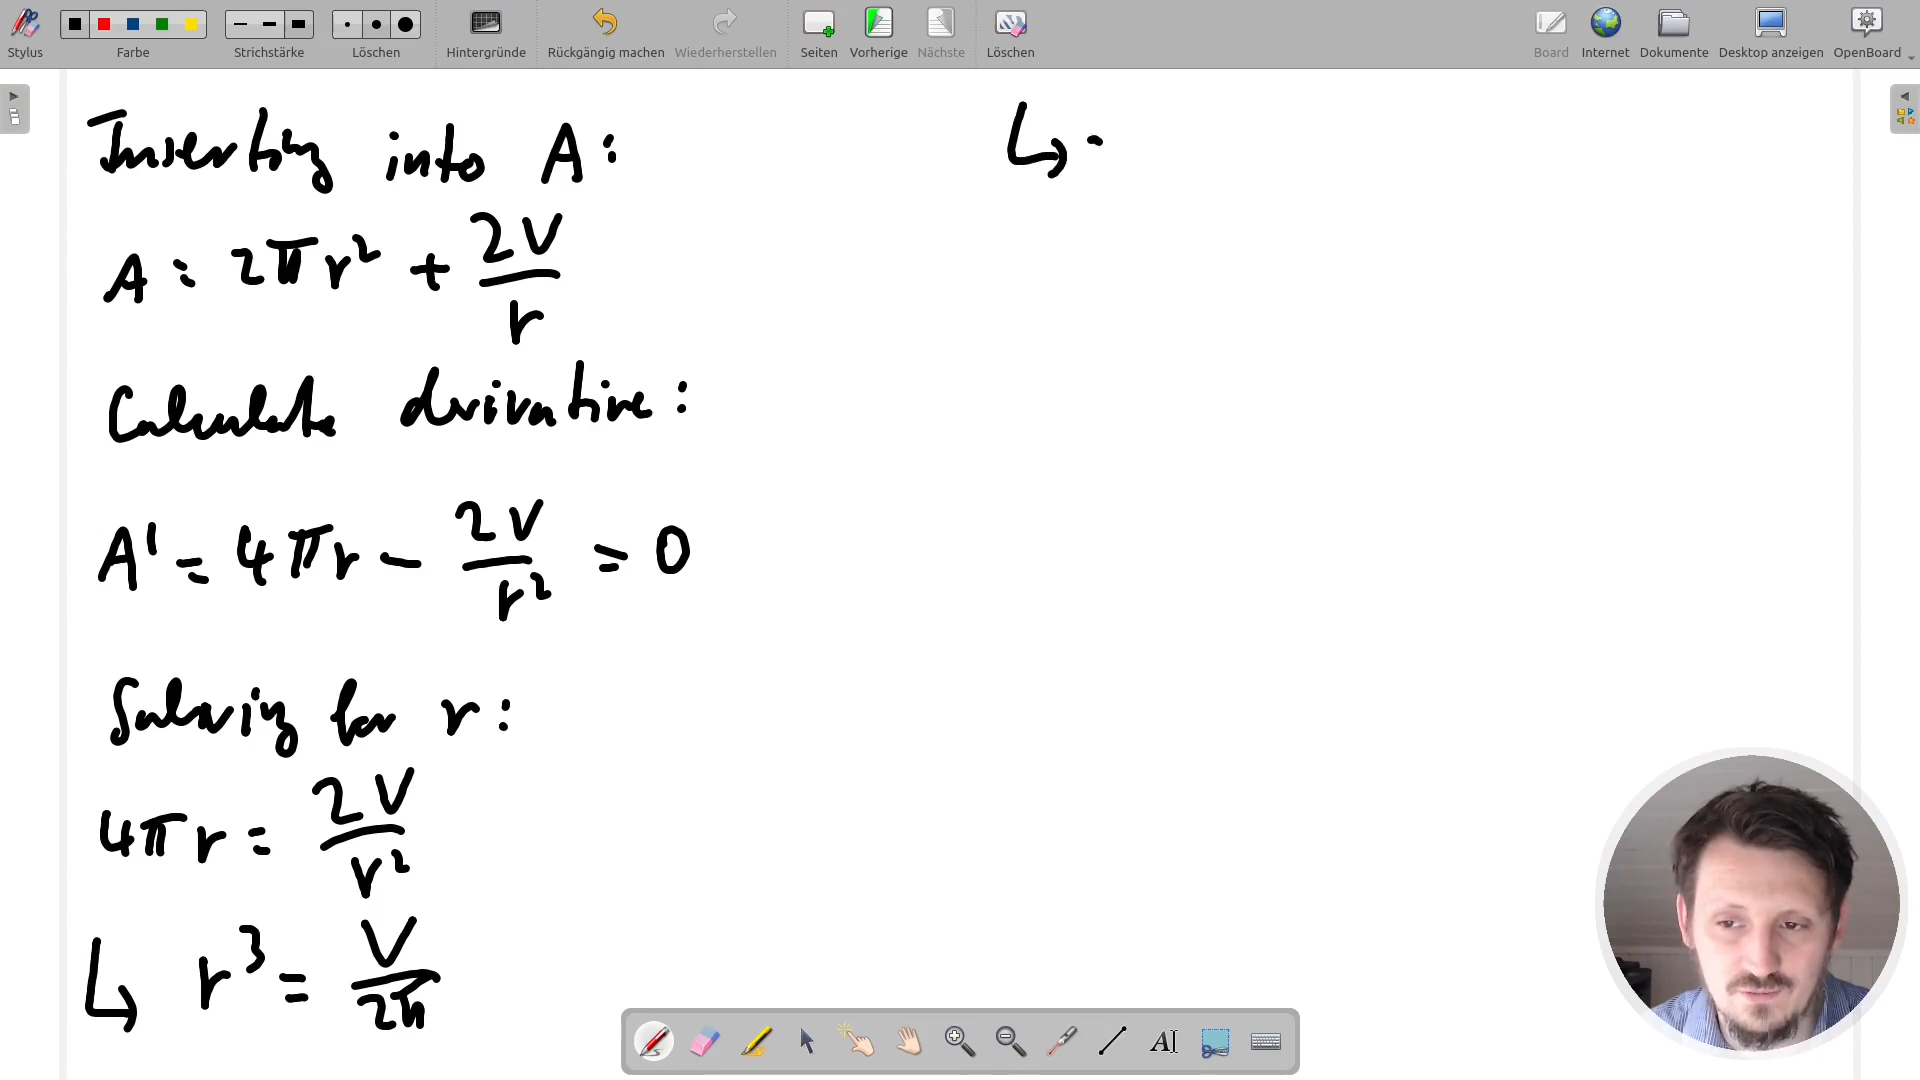 Stylus
Farbe
Strichstärke
Löschen
Hintergründe
Rückgängig machen
Wiederherstellen
Seiten
Vorherige
Nächste
Löschen
Board
Internet
Dokumente
Desktop anzeigen
OpenBoard
Inserting into A:
A = 2πr² + 2V/r
Calculate derivative:
A' = 4πr - 2V/r² = 0
Solving for r:
4πr = 2V/r²
↳ r³ = V/2π
↳